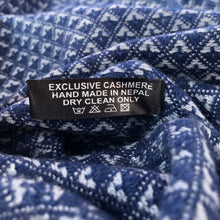 EXCLUSIVE CASHMERE
HAND MADE IN NEPAL
DRY CLEAN ONLY